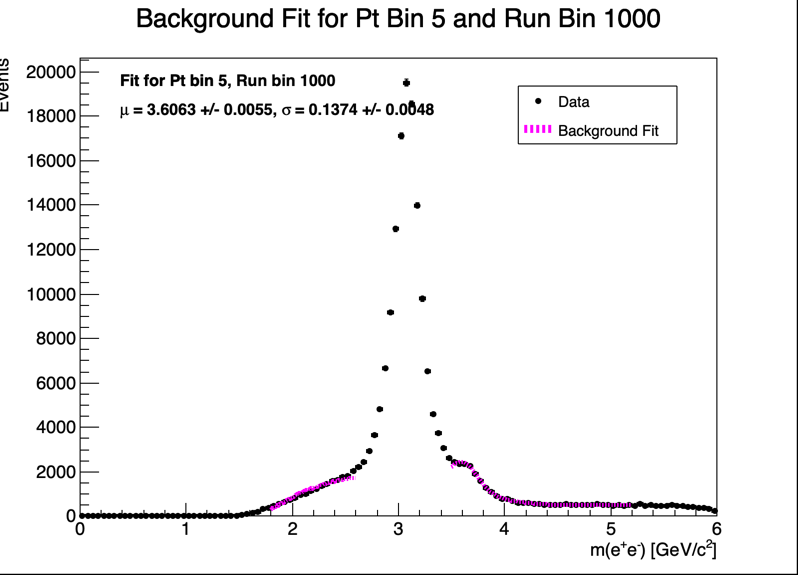 Background Fit for Pt Bin 5 and Run Bin 1000
Events
20000
18000
16000
14000
12000
10000
8000
6000
4000
2000
0
Fit for Pt bin 5, Run bin 1000
μ = 3.6063 +/- 0.0055, σ = 0.1374 +/- 0.0048
Data
Background Fit
0 1 2 3 4 5 6
m(e⁺e⁻) [GeV/c²]